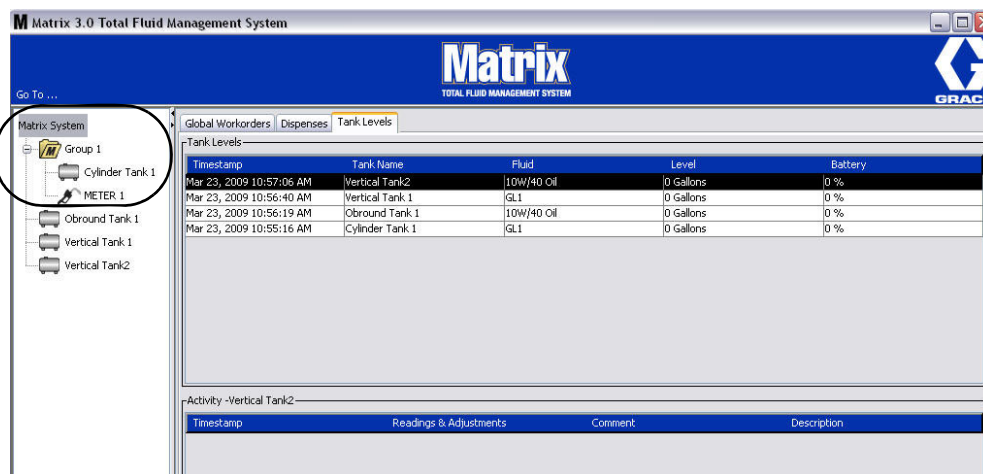 M Matrix 3.0 Total Fluid Management System
Matrix
TOTAL FLUID MANAGEMENT SYSTEM
Go To ...
GRAC
Matrix System
Group 1
Cylinder Tank 1
METER 1
Obround Tank 1
Vertical Tank 1
Vertical Tank2
Global Workorders Dispenses Tank Levels
Tank Levels
Timestamp Tank Name Fluid Level Battery
Mar 23, 2009 10:57:06 AM Vertical Tank2 10W/40 Oil 0 Gallons 0 %
Mar 23, 2009 10:56:40 AM Vertical Tank 1 GL1 0 Gallons 0 %
Mar 23, 2009 10:56:19 AM Obround Tank 1 10W/40 Oil 0 Gallons 0 %
Mar 23, 2009 10:55:16 AM Cylinder Tank 1 GL1 0 Gallons 0 %
Activity -Vertical Tank2
Timestamp Readings & Adjustments Comment Description